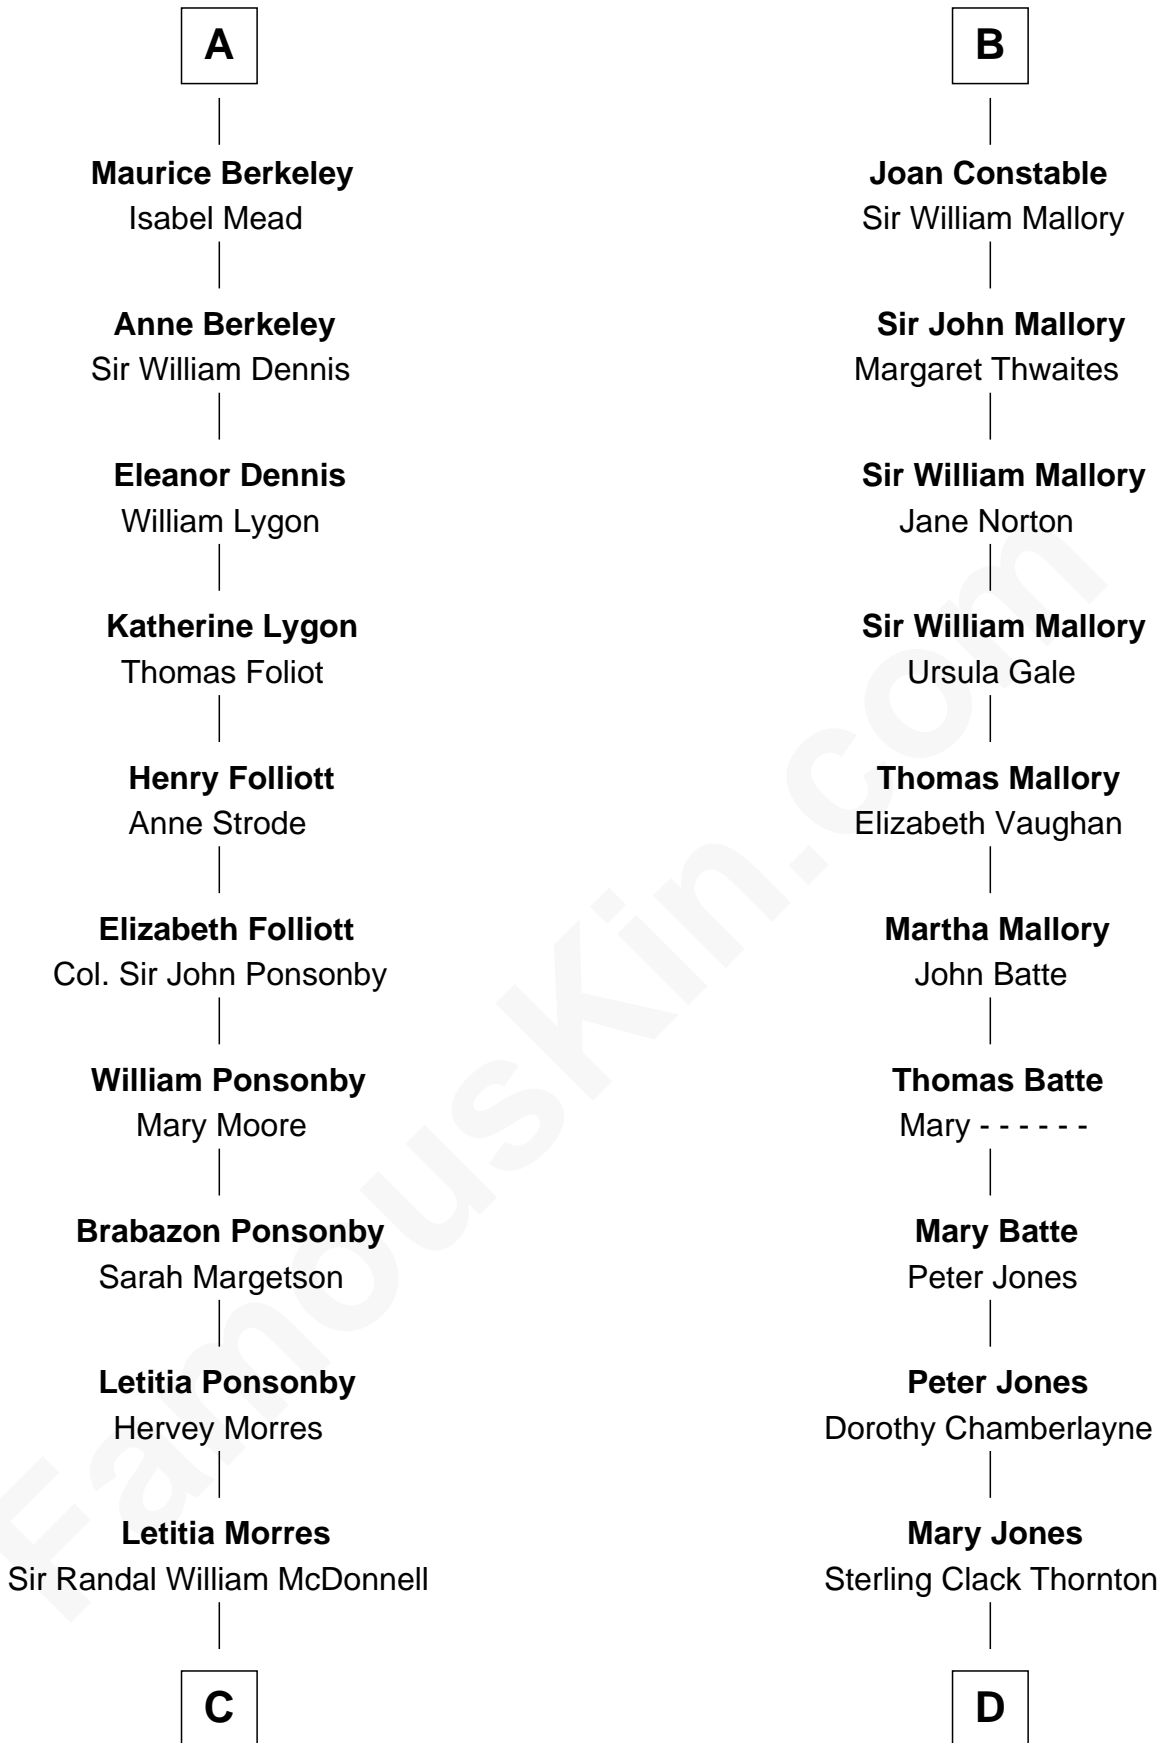 A
Maurice Berkeley
Isabel Mead
Anne Berkeley
Sir William Dennis
Eleanor Dennis
William Lygon
Katherine Lygon
Thomas Foliot
Henry Folliott
Anne Strode
Elizabeth Folliott
Col. Sir John Ponsonby
William Ponsonby
Mary Moore
Brabazon Ponsonby
Sarah Margetson
Letitia Ponsonby
Hervey Morres
Letitia Morres
Sir Randal William McDonnell
C
B
Joan Constable
Sir William Mallory
Sir John Mallory
Margaret Thwaites
Sir William Mallory
Jane Norton
Sir William Mallory
Ursula Gale
Thomas Mallory
Elizabeth Vaughan
Martha Mallory
John Batte
Thomas Batte
Mary - - - - - -
Mary Batte
Peter Jones
Peter Jones
Dorothy Chamberlayne
Mary Jones
Sterling Clack Thornton
D
FamousKin.com